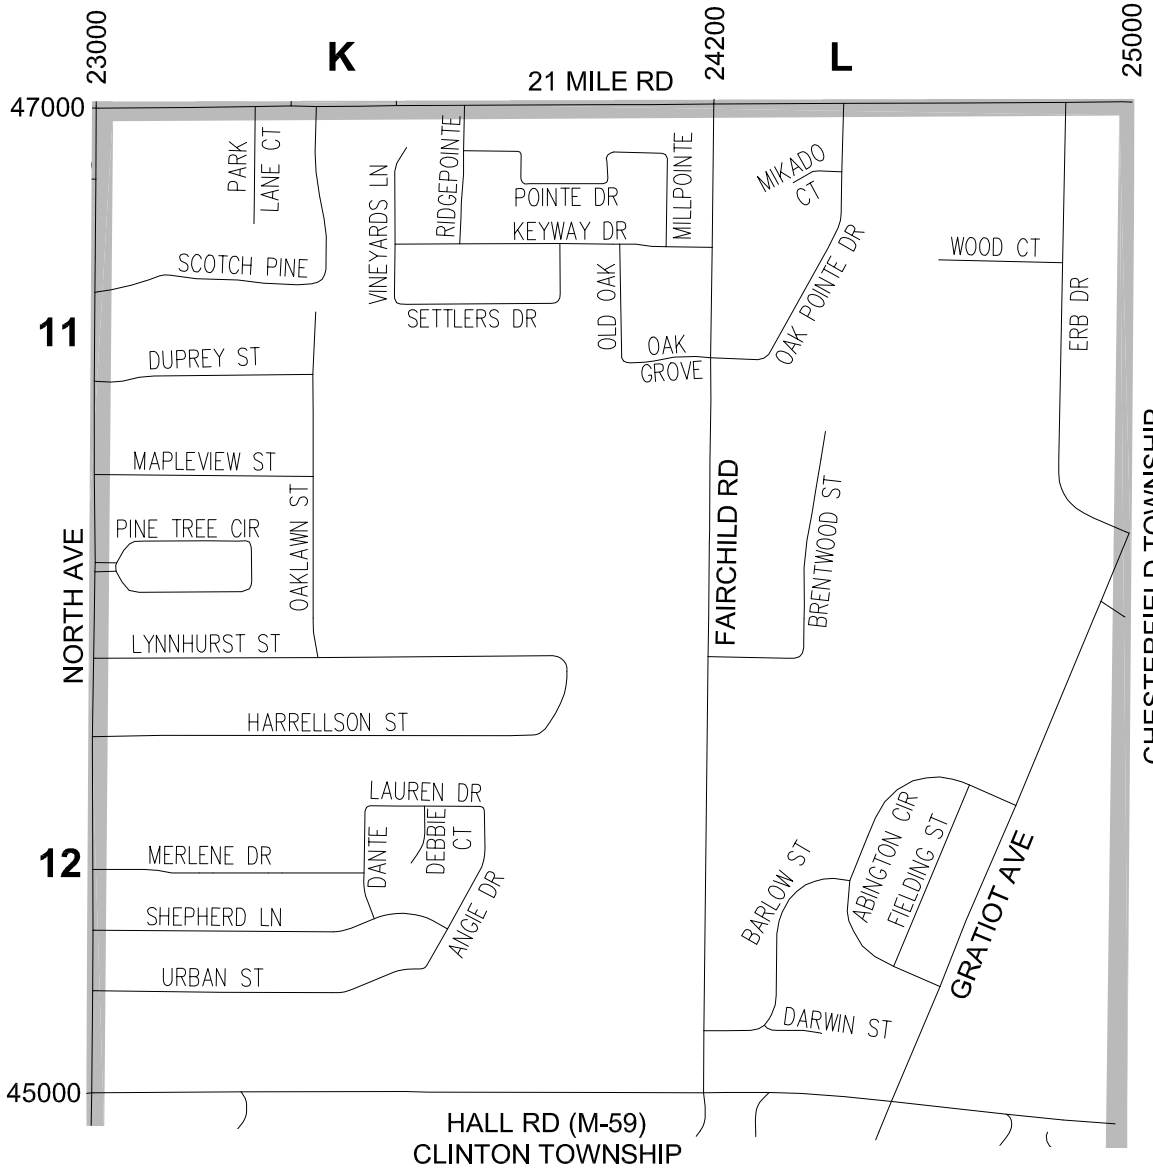 23000
K
24200
L
25000
21 MILE RD
47000
PARK
LANE CT
VINEYARDS LN
RIDGEPOINTE
POINTE DR
KEYWAY DR
MILLPOINTE
MIKADO
CT
WOOD CT
SCOTCH PINE
SETTLERS DR
OLD OAK
OAK
GROVE
OAK POINTE DR
ERB DR
11
DUPREY ST
MAPLEVIEW ST
PINE TREE CIR
OAKLAWN ST
NORTH AVE
FAIRCHILD RD
BRENTWOOD ST
CHESTERFIELD TOWNSHIP
LYNNHURST ST
HARRELLSON ST
LAUREN DR
DANTE
DEBBIE
CT
12
MERLENE DR
SHEPHERD LN
ANGIE DR
URBAN ST
BARLOW ST
ABINGTON CIR
FIELDING ST
GRATIOT AVE
DARWIN ST
45000
HALL RD (M-59)
CLINTON TOWNSHIP